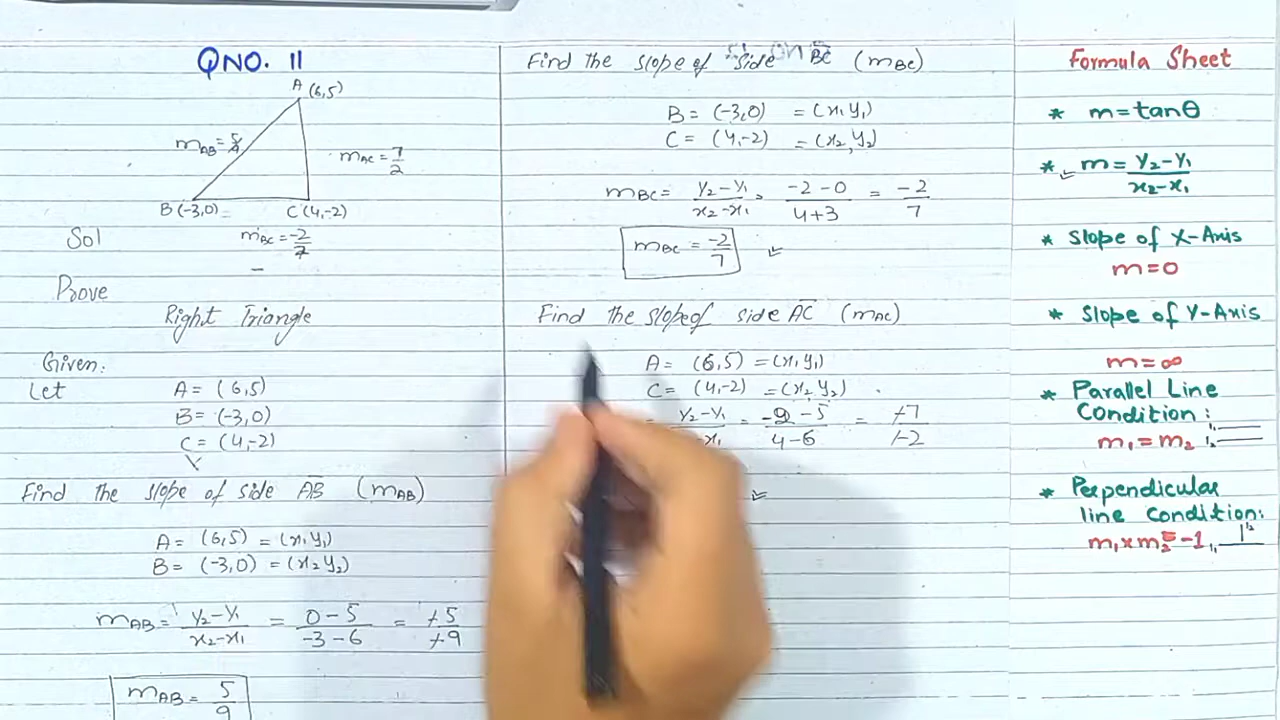 QNO. 11
A (6,5)
mAB = 5/9
mAC = 7/2
B (-3,0)
C (4,-2)
Sol
mBC = -2/7
Prove
Right Triangle
Given.
Let
A = (6,5)
B = (-3,0)
C = (4,-2)
Find the slope of side AB (mAB)
A = (6,5) = (x1 y1)
B = (-3,0) = (x2 y2)
mAB = y2-y1/x2-x1 = 0-5/-3-6 = -5/-9
mAB = 5/9
Find the slope of side BC (mBC)
B = (-3,0) = (x1 y1)
C = (4,-2) = (x2, y2)
mBC = y2-y1/x2-x1 = -2-0/4+3 = -2/7
mBC = -2/7
Find the slope of side AC (mAC)
A = (6,5) = (x1 y1)
C = (4,-2) = (x2 y2)
y2-y1/-x1 = -2-5/4-6 = -7/-2
Formula Sheet
* m = tanθ
* m = y2-y1/x2-x1
* Slope of X-Axis
m = 0
* Slope of Y-Axis
m = ∞
* Parallel Line
Condition:
m1 = m2
* Perpendicular
line Condition:
m1 x m2 = -1